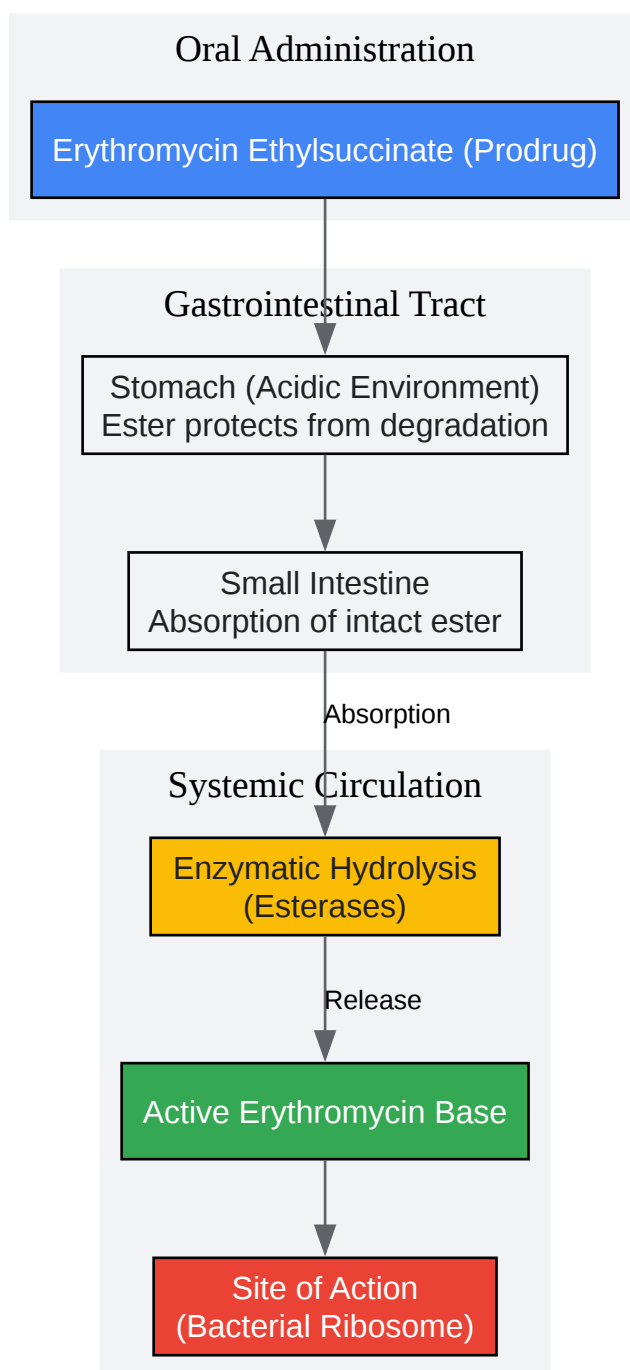 Oral Administration
Erythromycin Ethylsuccinate (Prodrug)
Gastrointestinal Tract
Stomach (Acidic Environment)
Ester protects from degradation
Small Intestine
Absorption of intact ester
Absorption
Systemic Circulation
Enzymatic Hydrolysis
(Esterases)
Release
Active Erythromycin Base
Site of Action
(Bacterial Ribosome)